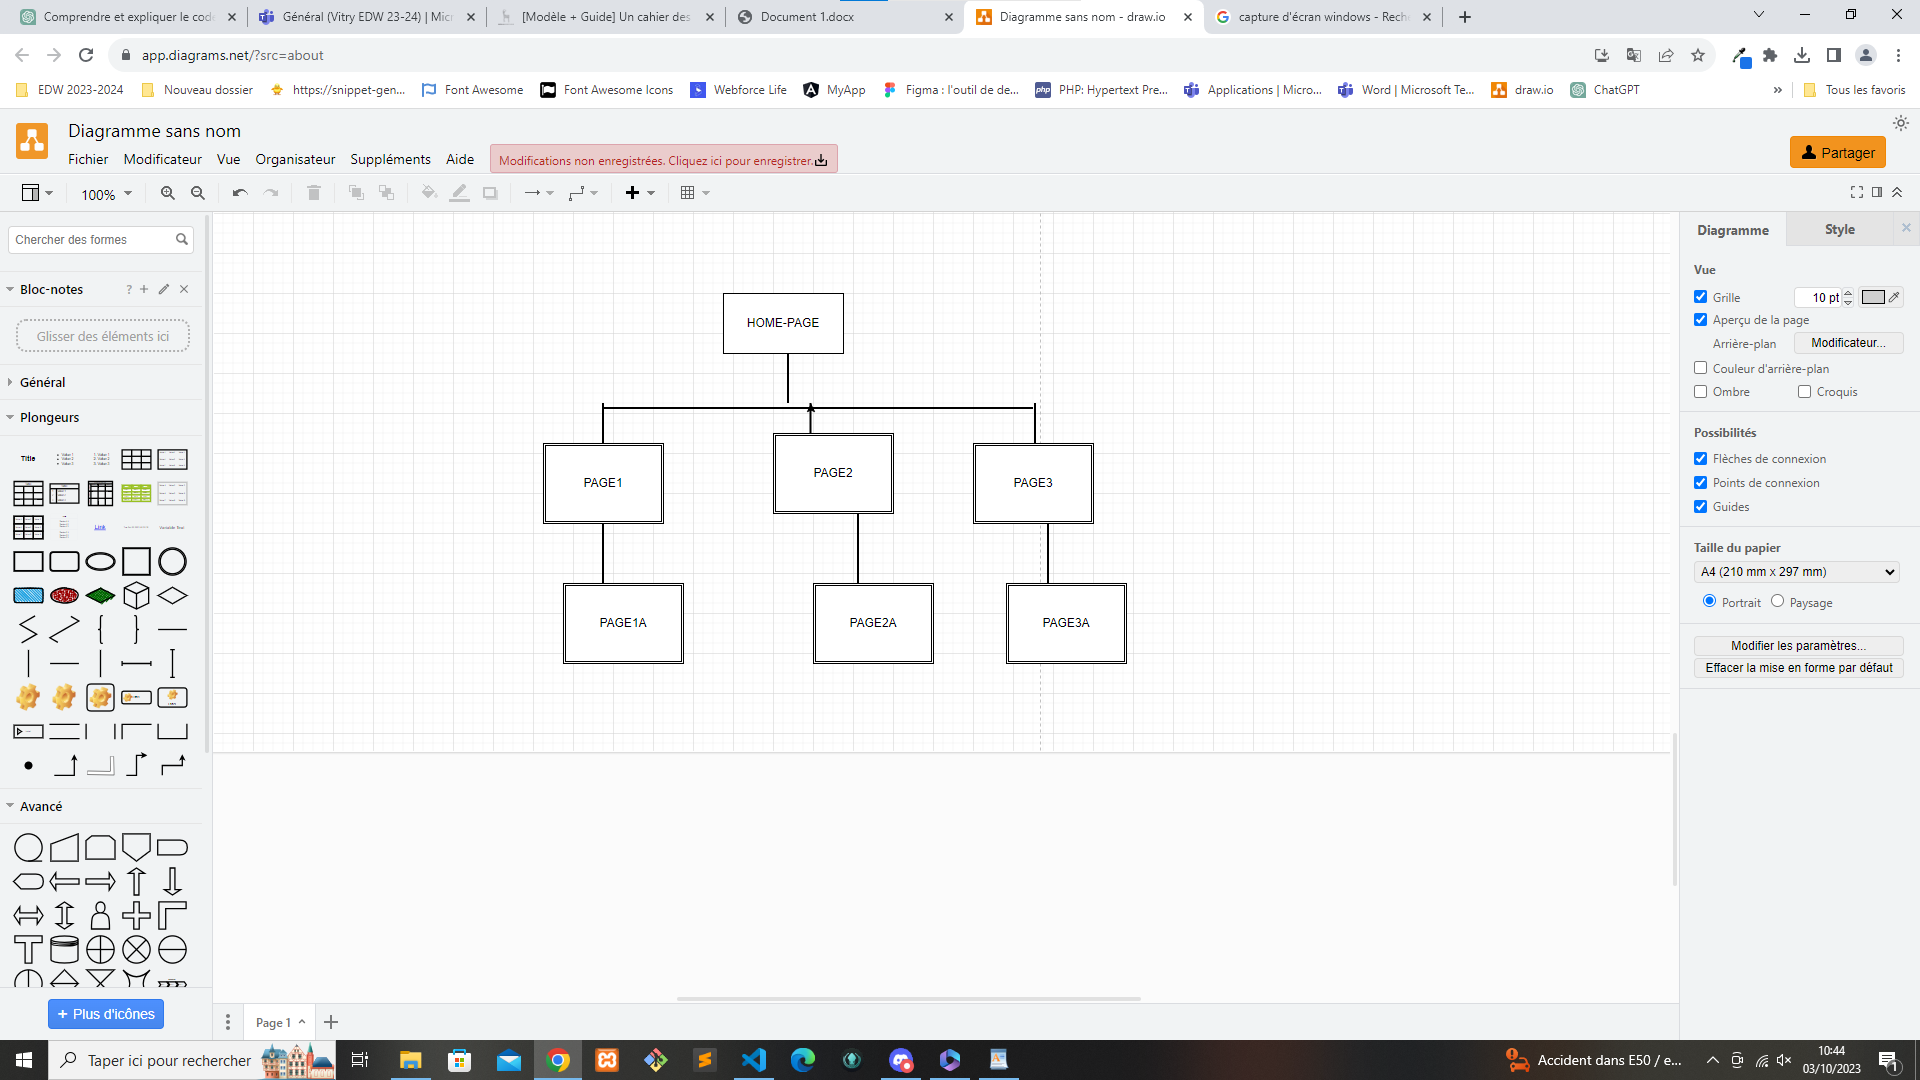 Comprendre et expliquer le cod
Général (Vitry EDW 23-24) | Micr
[Modèle + Guide] Un cahier des
Document 1.docx
Diagramme sans nom - draw.io
capture d'écran windows - Rech
app.diagrams.net/?src=about
EDW 2023-2024
Nouveau dossier
https://snippet-gen...
Font Awesome
Font Awesome Icons
Webforce Life
MyApp
Figma : l'outil de de...
PHP: Hypertext Pre...
Applications | Micro...
Word | Microsoft Te...
draw.io
ChatGPT
»
Tous les favoris
Diagramme sans nom
Fichier Modificateur Vue Organisateur Suppléments Aide
Modifications non enregistrées. Cliquez ici pour enregistrer.
Partager
100%
Chercher des formes
Bloc-notes
?
Glisser des éléments ici
Général
Plongeurs
Title
Link
Avancé
+ Plus d'icônes
HOME-PAGE
PAGE1
PAGE2
PAGE3
PAGE1A
PAGE2A
PAGE3A
Page 1
Diagramme
Style
Vue
Grille
10 pt
Aperçu de la page
Arrière-plan
Modificateur...
Couleur d'arrière-plan
Ombre
Croquis
Possibilités
Flèches de connexion
Points de connexion
Guides
Taille du papier
A4 (210 mm x 297 mm)
Portrait
Paysage
Modifier les paramètres...
Effacer la mise en forme par défaut
Taper ici pour rechercher
Accident dans E50 / e...
10:44
03/10/2023
1